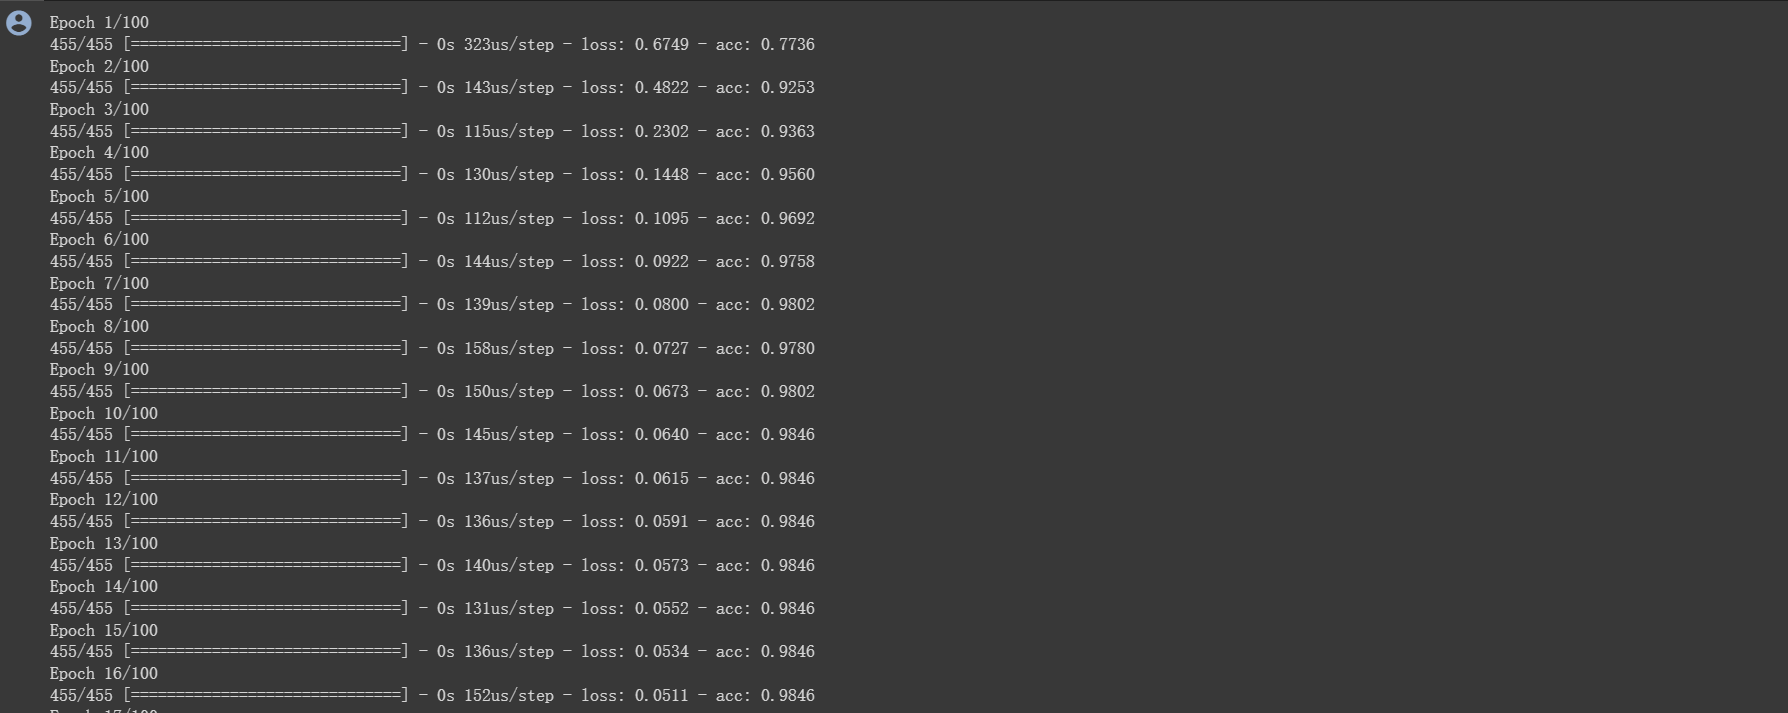 Epoch 1/100
455/455 [==============================] - 0s 323us/step - loss: 0.6749 - acc: 0.7736
Epoch 2/100
455/455 [==============================] - 0s 143us/step - loss: 0.4822 - acc: 0.9253
Epoch 3/100
455/455 [==============================] - 0s 115us/step - loss: 0.2302 - acc: 0.9363
Epoch 4/100
455/455 [==============================] - 0s 130us/step - loss: 0.1448 - acc: 0.9560
Epoch 5/100
455/455 [==============================] - 0s 112us/step - loss: 0.1095 - acc: 0.9692
Epoch 6/100
455/455 [==============================] - 0s 144us/step - loss: 0.0922 - acc: 0.9758
Epoch 7/100
455/455 [==============================] - 0s 139us/step - loss: 0.0800 - acc: 0.9802
Epoch 8/100
455/455 [==============================] - 0s 158us/step - loss: 0.0727 - acc: 0.9780
Epoch 9/100
455/455 [==============================] - 0s 150us/step - loss: 0.0673 - acc: 0.9802
Epoch 10/100
455/455 [==============================] - 0s 145us/step - loss: 0.0640 - acc: 0.9846
Epoch 11/100
455/455 [==============================] - 0s 137us/step - loss: 0.0615 - acc: 0.9846
Epoch 12/100
455/455 [==============================] - 0s 136us/step - loss: 0.0591 - acc: 0.9846
Epoch 13/100
455/455 [==============================] - 0s 140us/step - loss: 0.0573 - acc: 0.9846
Epoch 14/100
455/455 [==============================] - 0s 131us/step - loss: 0.0552 - acc: 0.9846
Epoch 15/100
455/455 [==============================] - 0s 136us/step - loss: 0.0534 - acc: 0.9846
Epoch 16/100
455/455 [==============================] - 0s 152us/step - loss: 0.0511 - acc: 0.9846